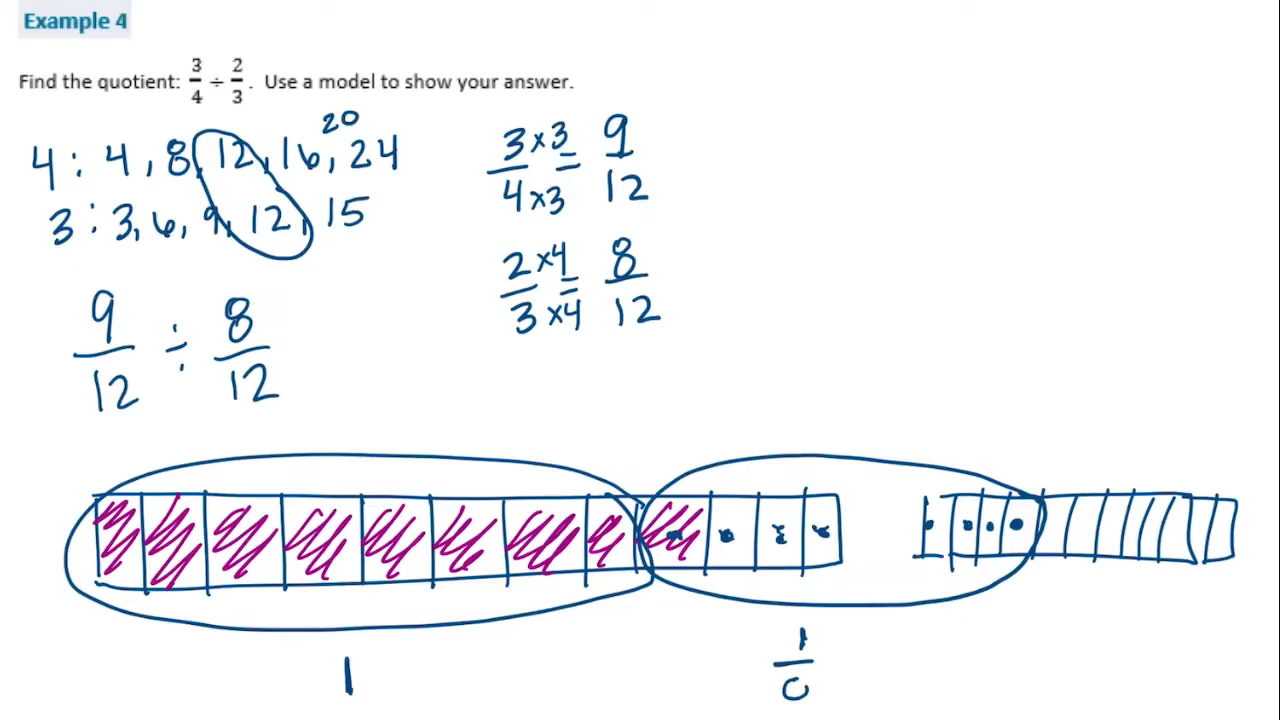 Example 4
Find the quotient: 3/4 ÷ 2/3. Use a model to show your answer.
20
4: 4, 8, 12, 16, 24
3: 3, 6, 9, 12, 15
3×3/4×3 = 9/12
2×4/3×4 = 8/12
9/12 ÷ 8/12
1
1/0